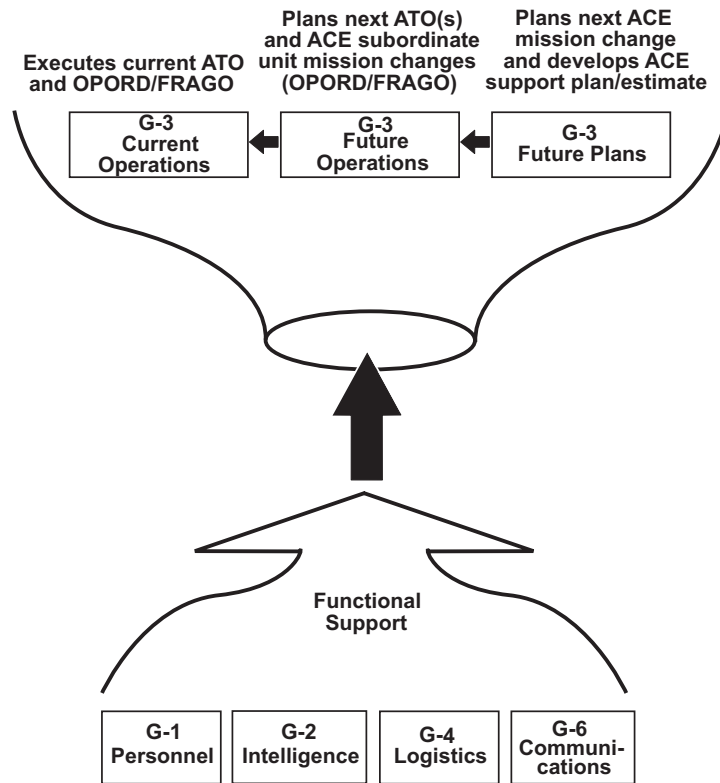 Executes current ATO
and OPORD/FRAGO
Plans next ATO(s)
and ACE subordinate
unit mission changes
(OPORD/FRAGO)
Plans next ACE
mission change
and develops ACE
support plan/estimate
G-3
Current
Operations
G-3
Future
Operations
G-3
Future Plans
Functional
Support
G-1
Personnel
G-2
Intelligence
G-4
Logistics
G-6
Communi-
cations